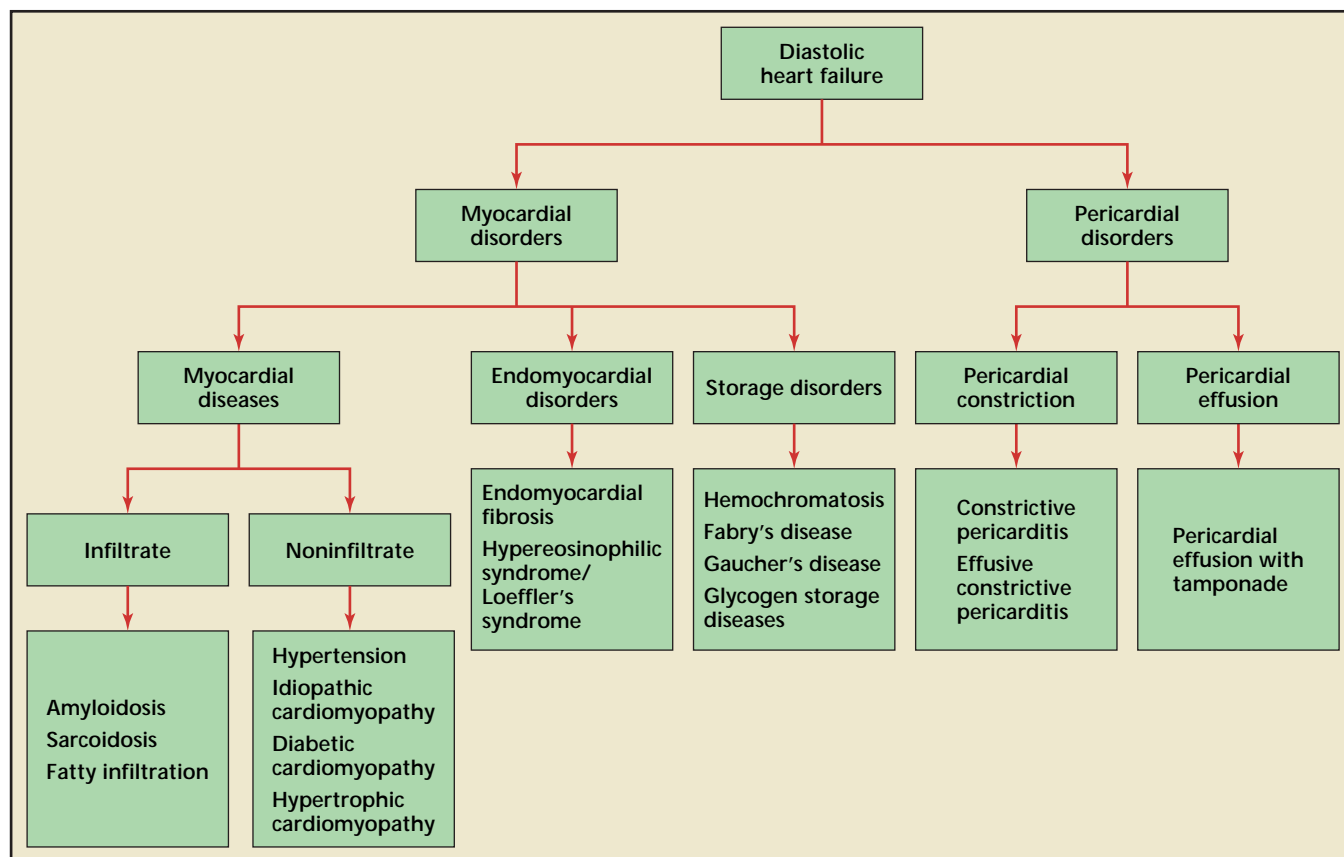 Diastolic
heart failure
Myocardial
disorders
Pericardial
disorders
Myocardial
diseases
Endomyocardial
disorders
Storage disorders
Pericardial
constriction
Pericardial
effusion
Infiltrate
Noninfiltrate
Endomyocardial
fibrosis
Hypereosinophilic
syndrome/
Loeffler's
syndrome
Hemochromatosis
Fabry's disease
Gaucher's disease
Glycogen storage
diseases
Constrictive
pericarditis
Effusive
constrictive
pericarditis
Pericardial
effusion with
tamponade
Amyloidosis
Sarcoidosis
Fatty infiltration
Hypertension
Idiopathic
cardiomyopathy
Diabetic
cardiomyopathy
Hypertrophic
cardiomyopathy